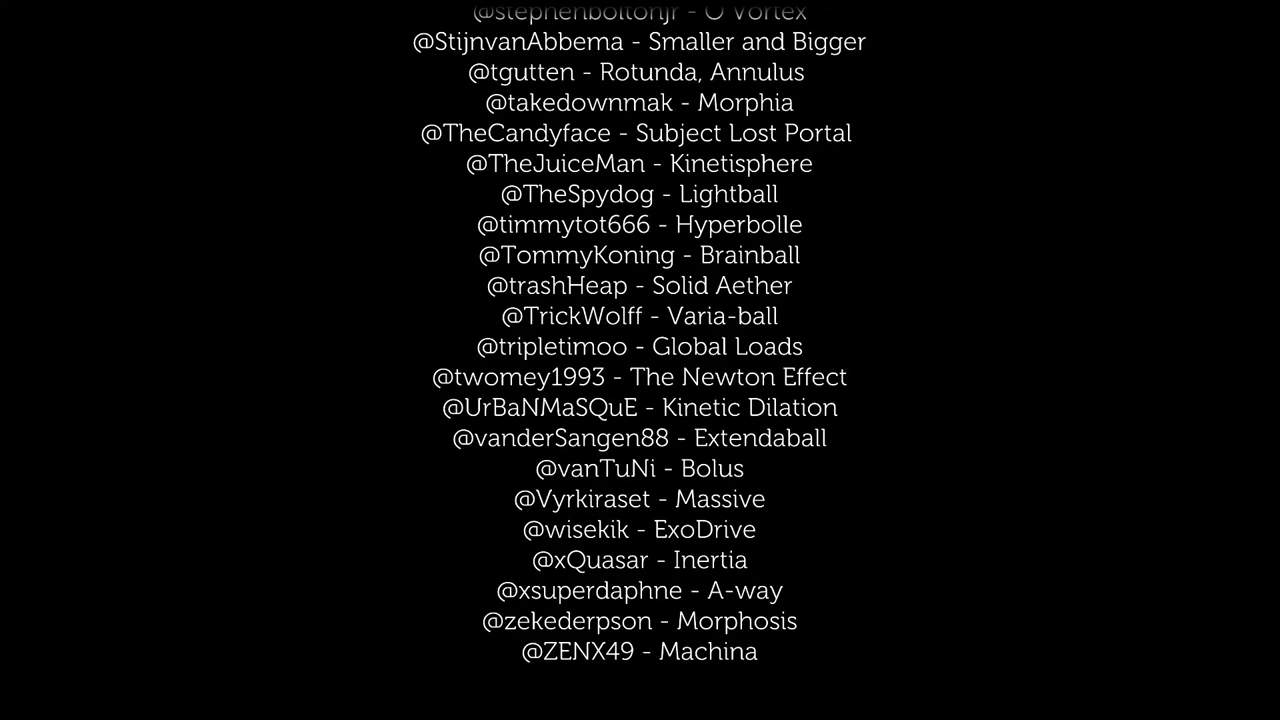 @stephenboltonjr - O Vortex
@StijnvanAbbema - Smaller and Bigger
@tgutten - Rotunda, Annulus
@takedownmak - Morphia
@TheCandyface - Subject Lost Portal
@TheJuiceMan - Kinetisphere
@TheSpydog - Lightball
@timmytot666 - Hyperbolle
@TommyKoning - Brainball
@trashHeap - Solid Aether
@TrickWolff - Varia-ball
@tripletimoo - Global Loads
@twomey1993 - The Newton Effect
@UrBaNMaSQuE - Kinetic Dilation
@vanderSangen88 - Extendaball
@vanTuNi - Bolus
@Vyrkiraset - Massive
@wisekik - ExoDrive
@xQuasar - Inertia
@xsuperdaphne - A-way
@zekederpson - Morphosis
@ZENX49 - Machina